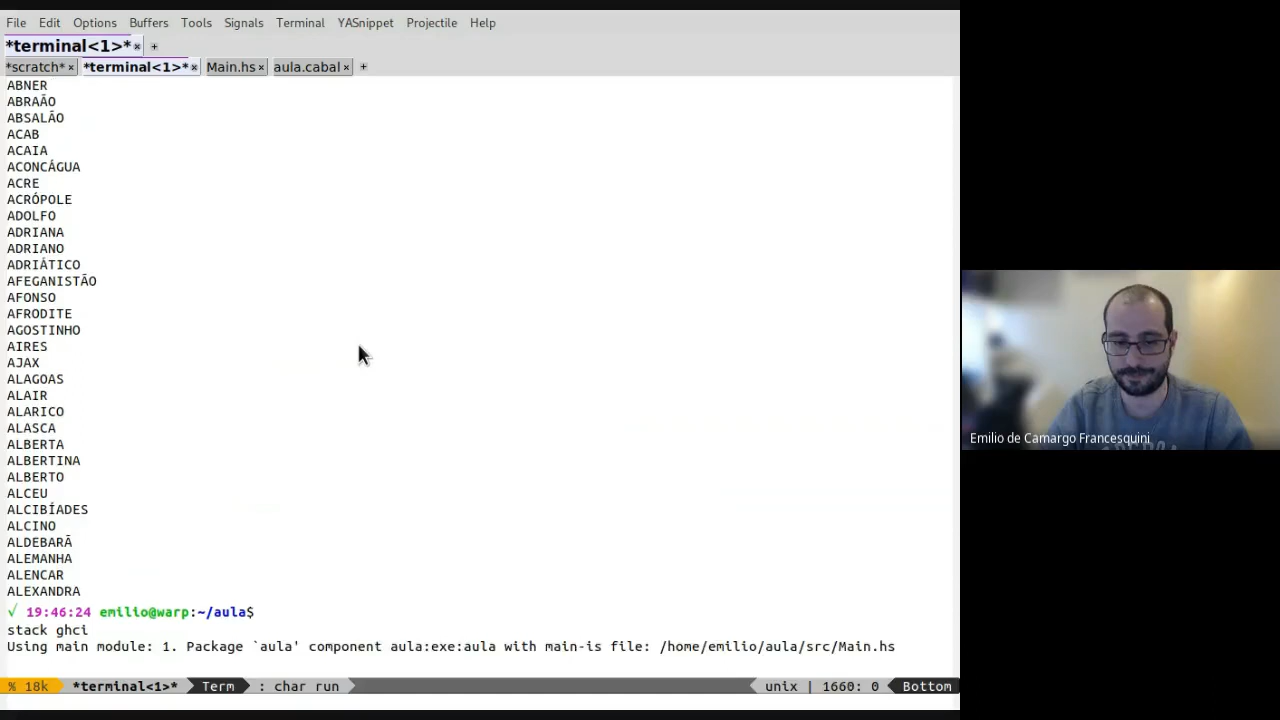 File Edit Options Buffers Tools Signals Terminal YASnippet Projectile Help
*terminal<1>* × +
*scratch* × *terminal<1>* × Main.hs × aula.cabal × +
ABNER
ABRAÃO
ABSALÃO
ACAB
ACAIA
ACONCÁGUA
ACRE
ACRÓPOLE
ADOLFO
ADRIANA
ADRIANO
ADRIÁTICO
AFEGANISTÃO
AFONSO
AFRODITE
AGOSTINHO
AIRES
AJAX
ALAGOAS
ALAIR
ALARICO
ALASCA
ALBERTA
ALBERTINA
ALBERTO
ALCEU
ALCIBÍADES
ALCINO
ALDEBARÃ
ALEMANHA
ALENCAR
ALEXANDRA
√ 19:46:24 emilio@warp:~/aula$
stack ghci
Using main module: 1. Package `aula' component aula:exe:aula with main-is file: /home/emilio/aula/src/Main.hs
% 18k *terminal<1>* Term : char run unix | 1660: 0 Bottom
Emilio de Camargo Francesquini